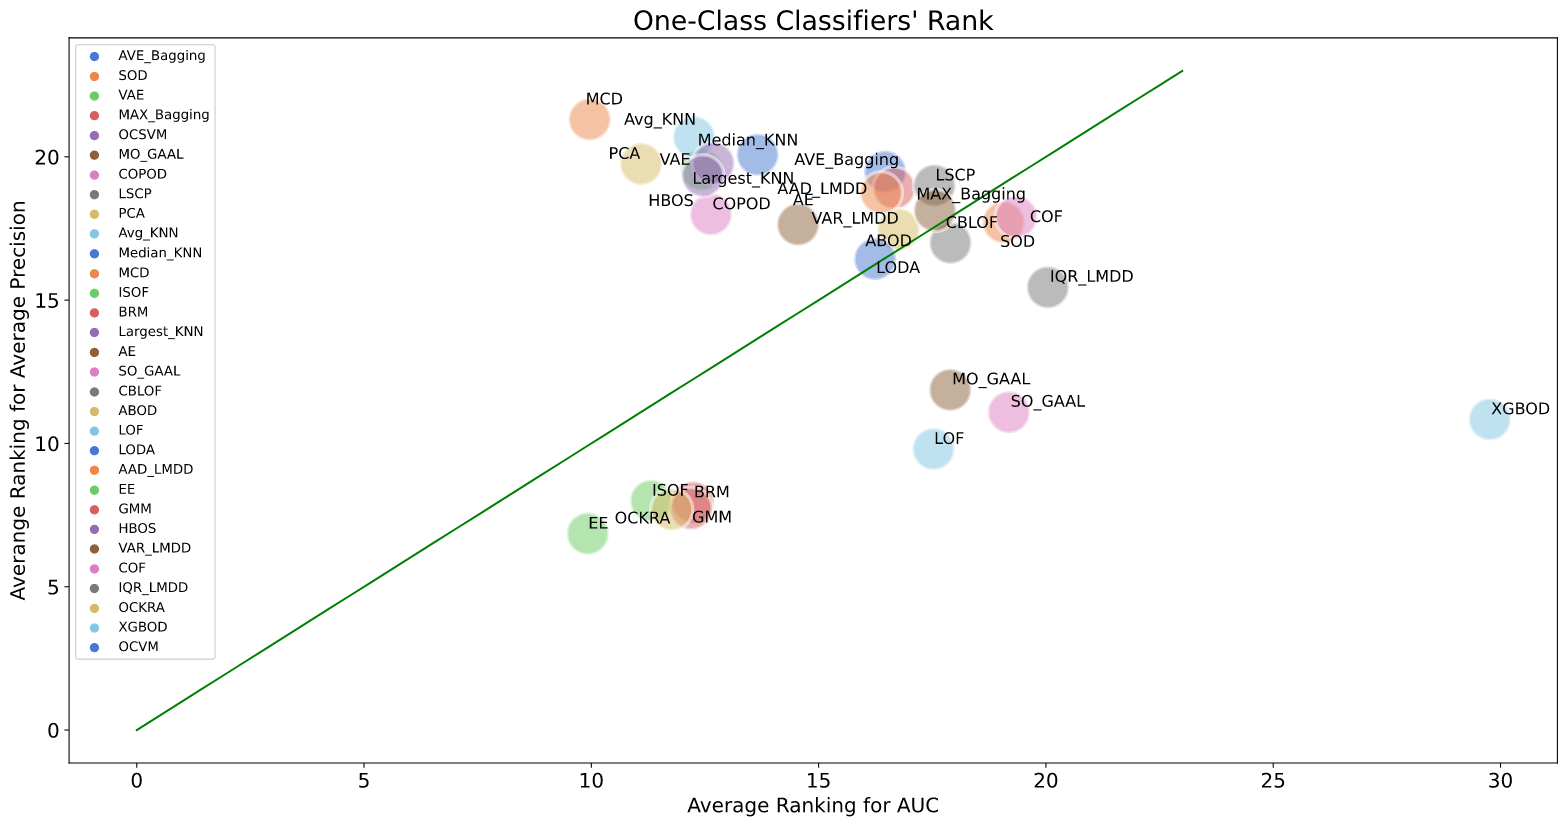 One-Class Classifiers' Rank
AVE_Bagging
SOD
VAE
MAX_Bagging
OCSVM
MO_GAAL
COPOD
LSCP
PCA
Avg_KNN
Median_KNN
MCD
ISOF
BRM
Largest_KNN
AE
SO_GAAL
CBLOF
ABOD
LOF
LODA
AAD_LMDD
EE
GMM
HBOS
VAR_LMDD
COF
IQR_LMDD
OCKRA
XGBOD
OCVM
MCD
Avg_KNN
Median_KNN
PCA
VAE
AVE_Bagging
Largest_KNN
LSCP
AAD_LMDD
MAX_Bagging
HBOS
COPOD
AE
VAR_LMDD
CBLOF
COF
ABOD
SOD
LODA
IQR_LMDD
MO_GAAL
SO_GAAL
XGBOD
LOF
ISOF
BRM
OCKRA
GMM
EE
20
15
10
5
0
0
5
10
15
20
25
30
Averange Ranking for Average Precision
Average Ranking for AUC